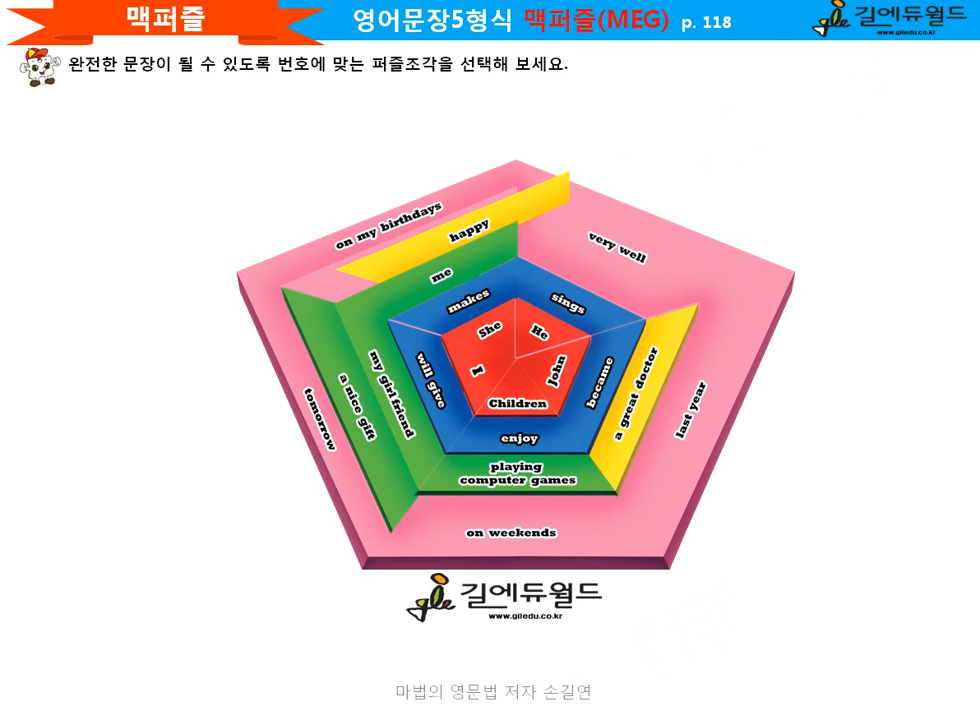 맥퍼즐
영어문장5형식 맥퍼즐(MEG) p. 118
길에듀월드
www.giledu.co.kr
완전한 문장이 될 수 있도록 번호에 맞는 퍼즐조각을 선택해 보세요.
on my birthdays
happy
very well
me
makes
sings
She
He
will give
my girl friend
a nice gift
tomorrow
I
John
became
a great doctor
last year
Children
enjoy
playing
computer games
on weekends
gle 길에듀월드
www.giledu.co.kr
마법의 영문법 저자 손길연